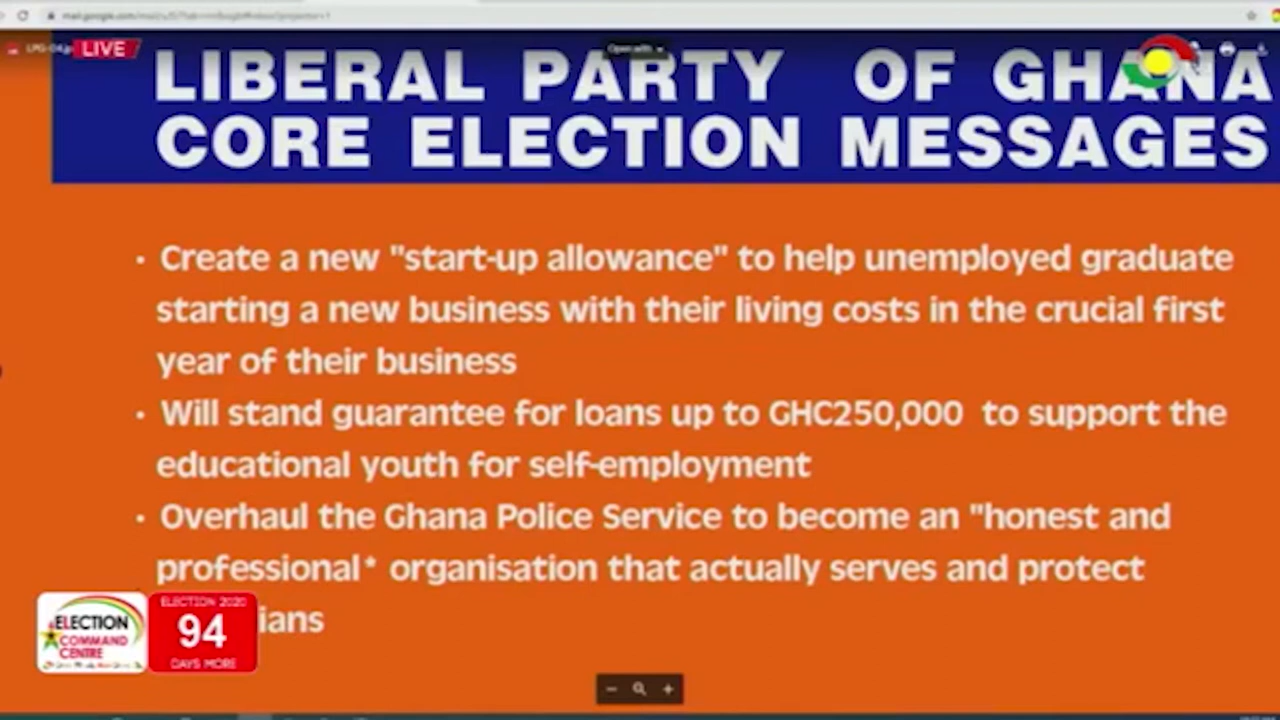 LIVE
Open with
LIBERAL PARTY OF GHANA
CORE ELECTION MESSAGES
• Create a new "start-up allowance" to help unemployed graduate
starting a new business with their living costs in the crucial first
year of their business
• Will stand guarantee for loans up to GHC250,000 to support the
educational youth for self-employment
• Overhaul the Ghana Police Service to become an "honest and
professional* organisation that actually serves and protect
ians
ELECTION
COMMAND
CENTRE
ELECTION 2020
94
DAYS MORE